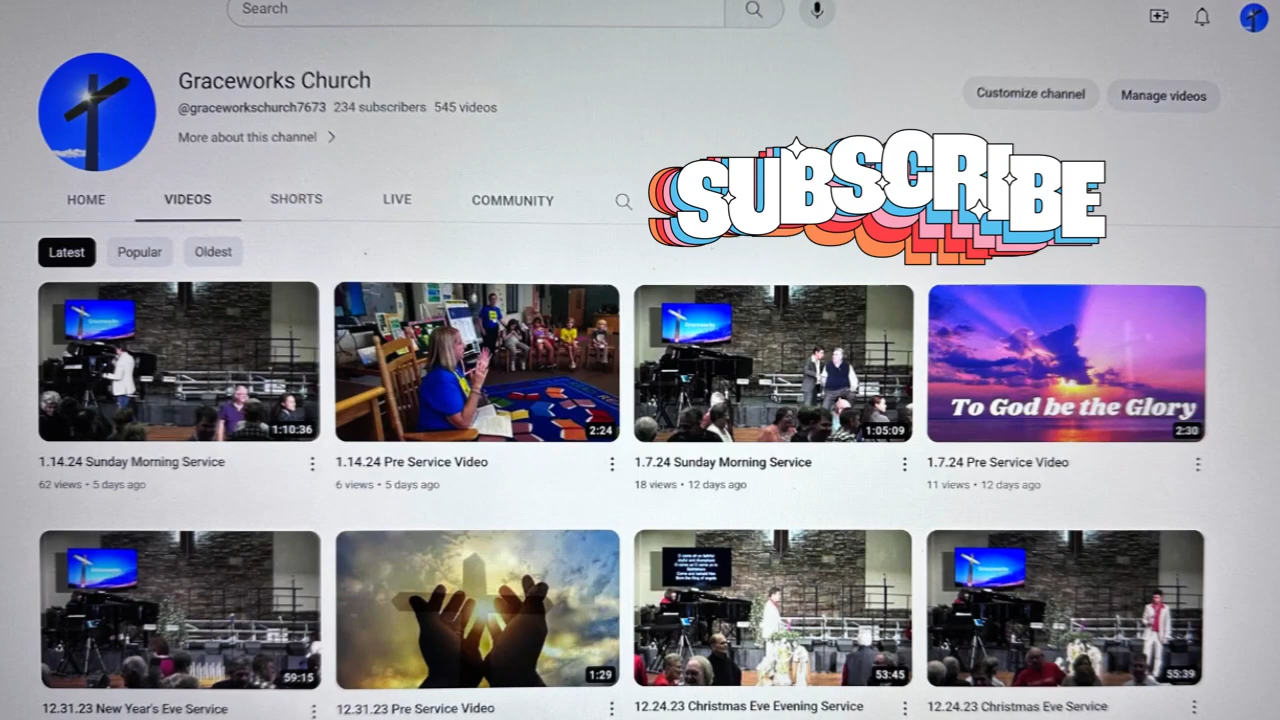 Search
Graceworks Church
@graceworkschurch7673 234 subscribers 545 videos
More about this channel
Customize channel
Manage videos
SUBSCRIBE
HOME
VIDEOS
SHORTS
LIVE
COMMUNITY
Latest
Popular
Oldest
Graceworks
1:10:36
2:24
Graceworks
1:05:09
To God be the Glory
2:30
1.14.24 Sunday Morning Service
62 views • 5 days ago
1.14.24 Pre Service Video
6 views • 5 days ago
1.7.24 Sunday Morning Service
18 views • 12 days ago
1.7.24 Pre Service Video
11 views • 12 days ago
Graceworks
59:15
1:29
53:45
Graceworks
55:39
12.31.23 New Year's Eve Service
12.31.23 Pre Service Video
12.24.23 Christmas Eve Evening Service
12.24.23 Christmas Eve Service